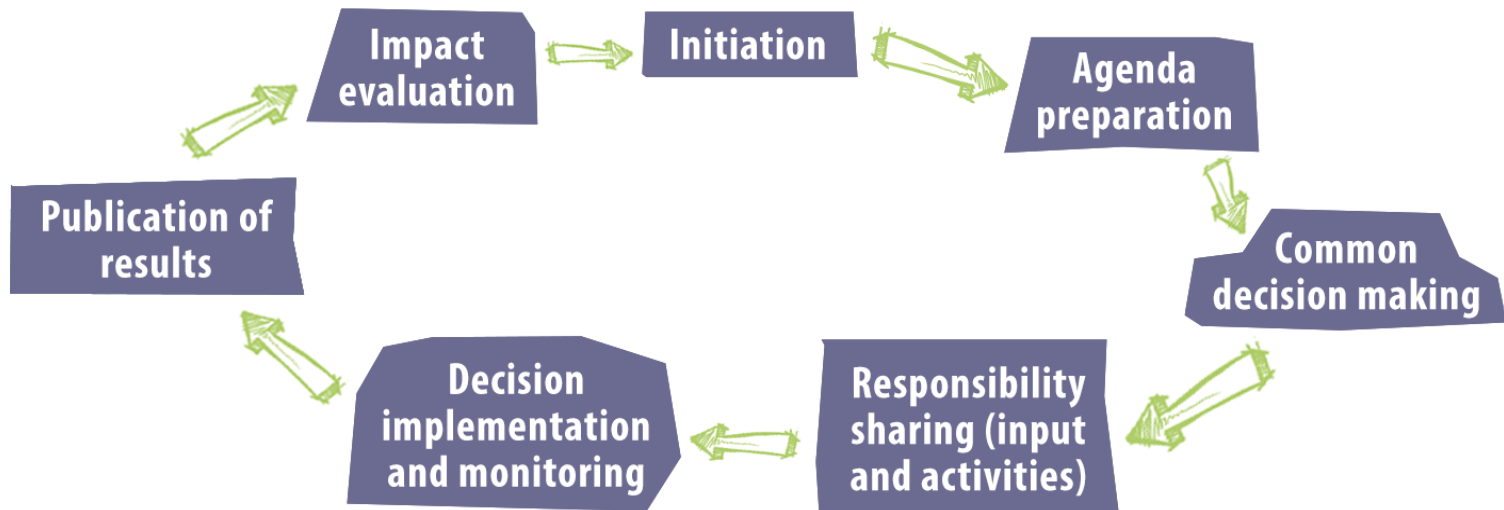 Impact
evaluation
Initiation
Agenda
preparation
Common
decision making
Responsibility
sharing (input
and activities)
Decision
implementation
and monitoring
Publication of
results